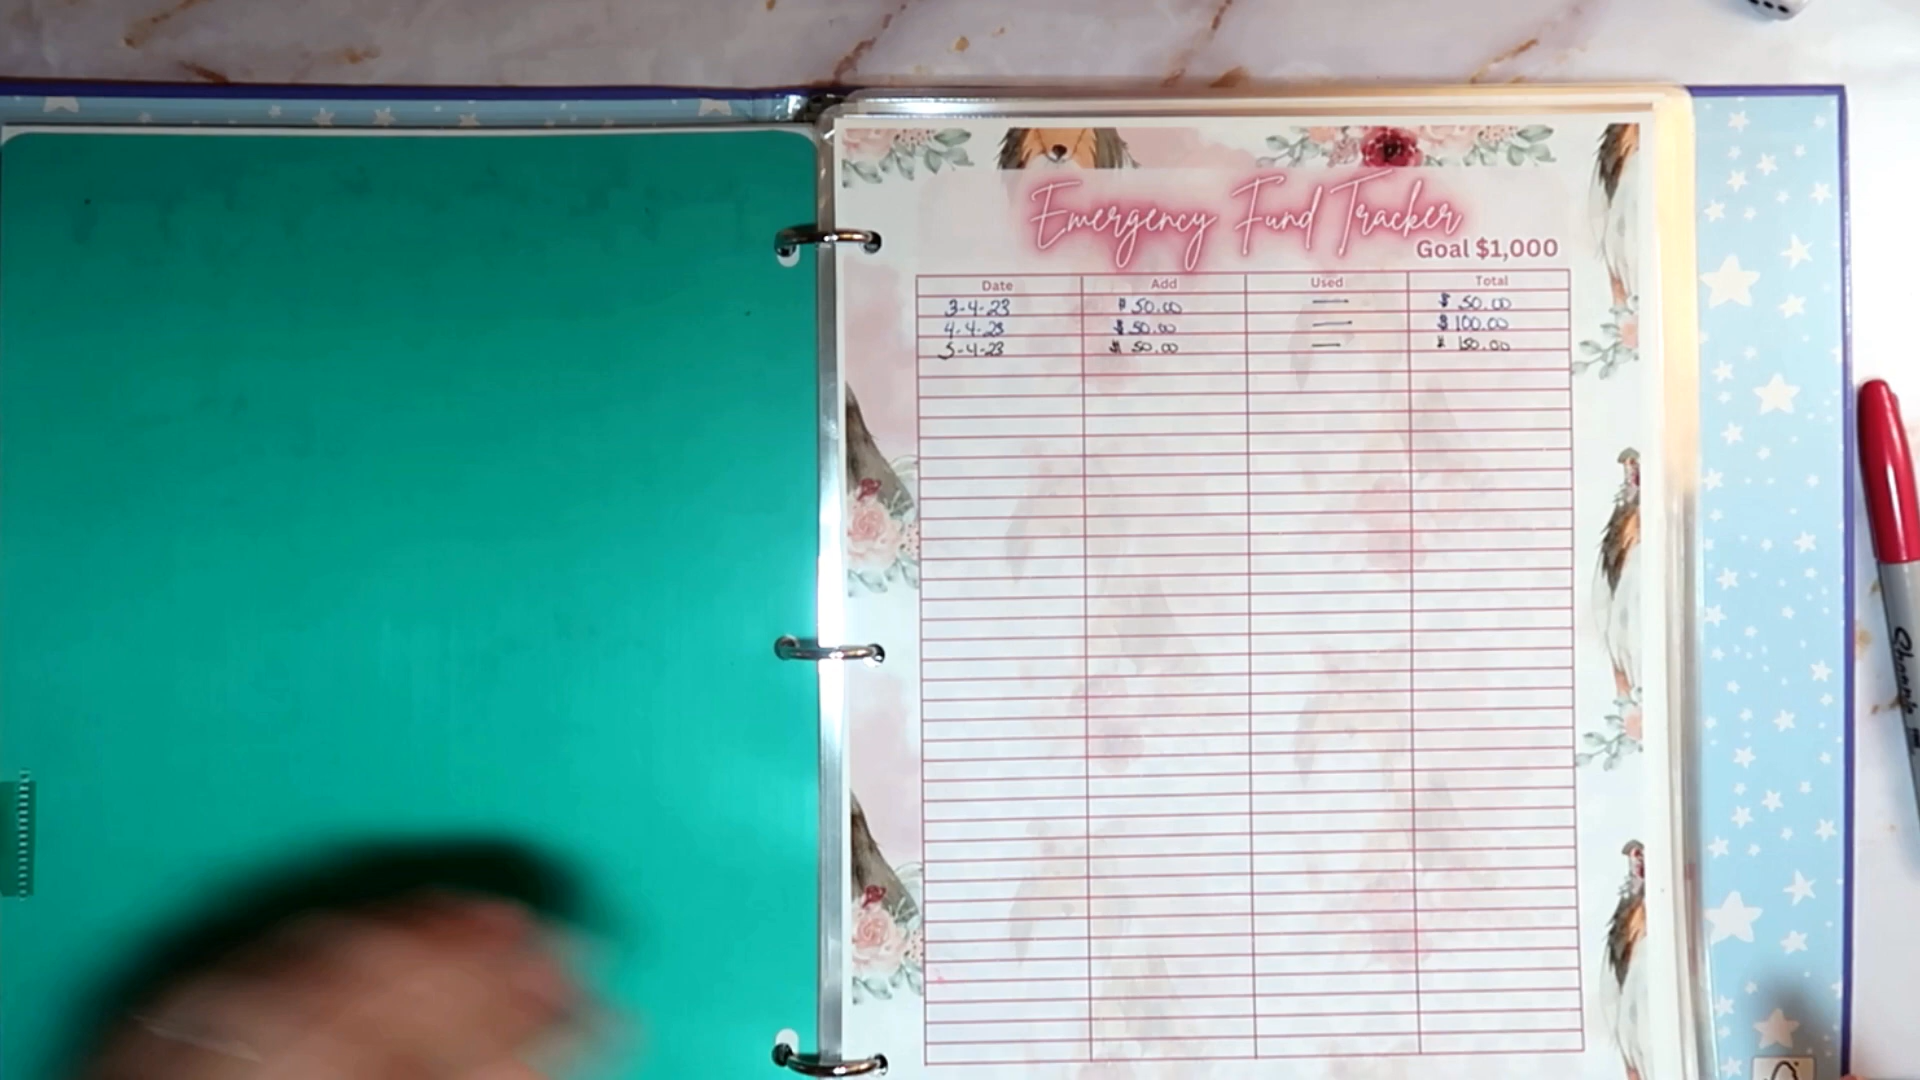 Emergency Fund Tracker
Goal $1,000
Date Add Used Total
3-4-23 $50.00 — $50.00
4-4-23 $50.00 — $100.00
5-4-23 $50.00 — $150.00
Sharpie